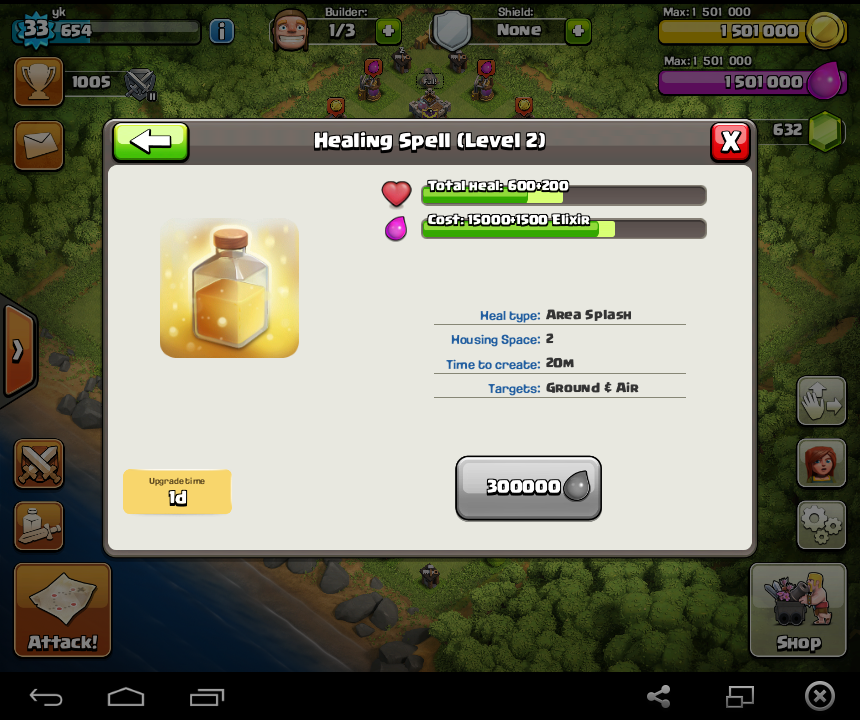 yk
33
654
Builder:
1/3
Shield:
None
Max: 1 501 000
1 501 000
Max: 1 501 000
1 501 000
1005
632
Healing Spell (Level 2)
X
Total heal: 600+200
Cost: 15000+1500 Elixir
Heal type: Area Splash
Housing Space: 2
Time to create: 20m
Targets: Ground & Air
Upgrade time
1d
300000
Attack!
Shop